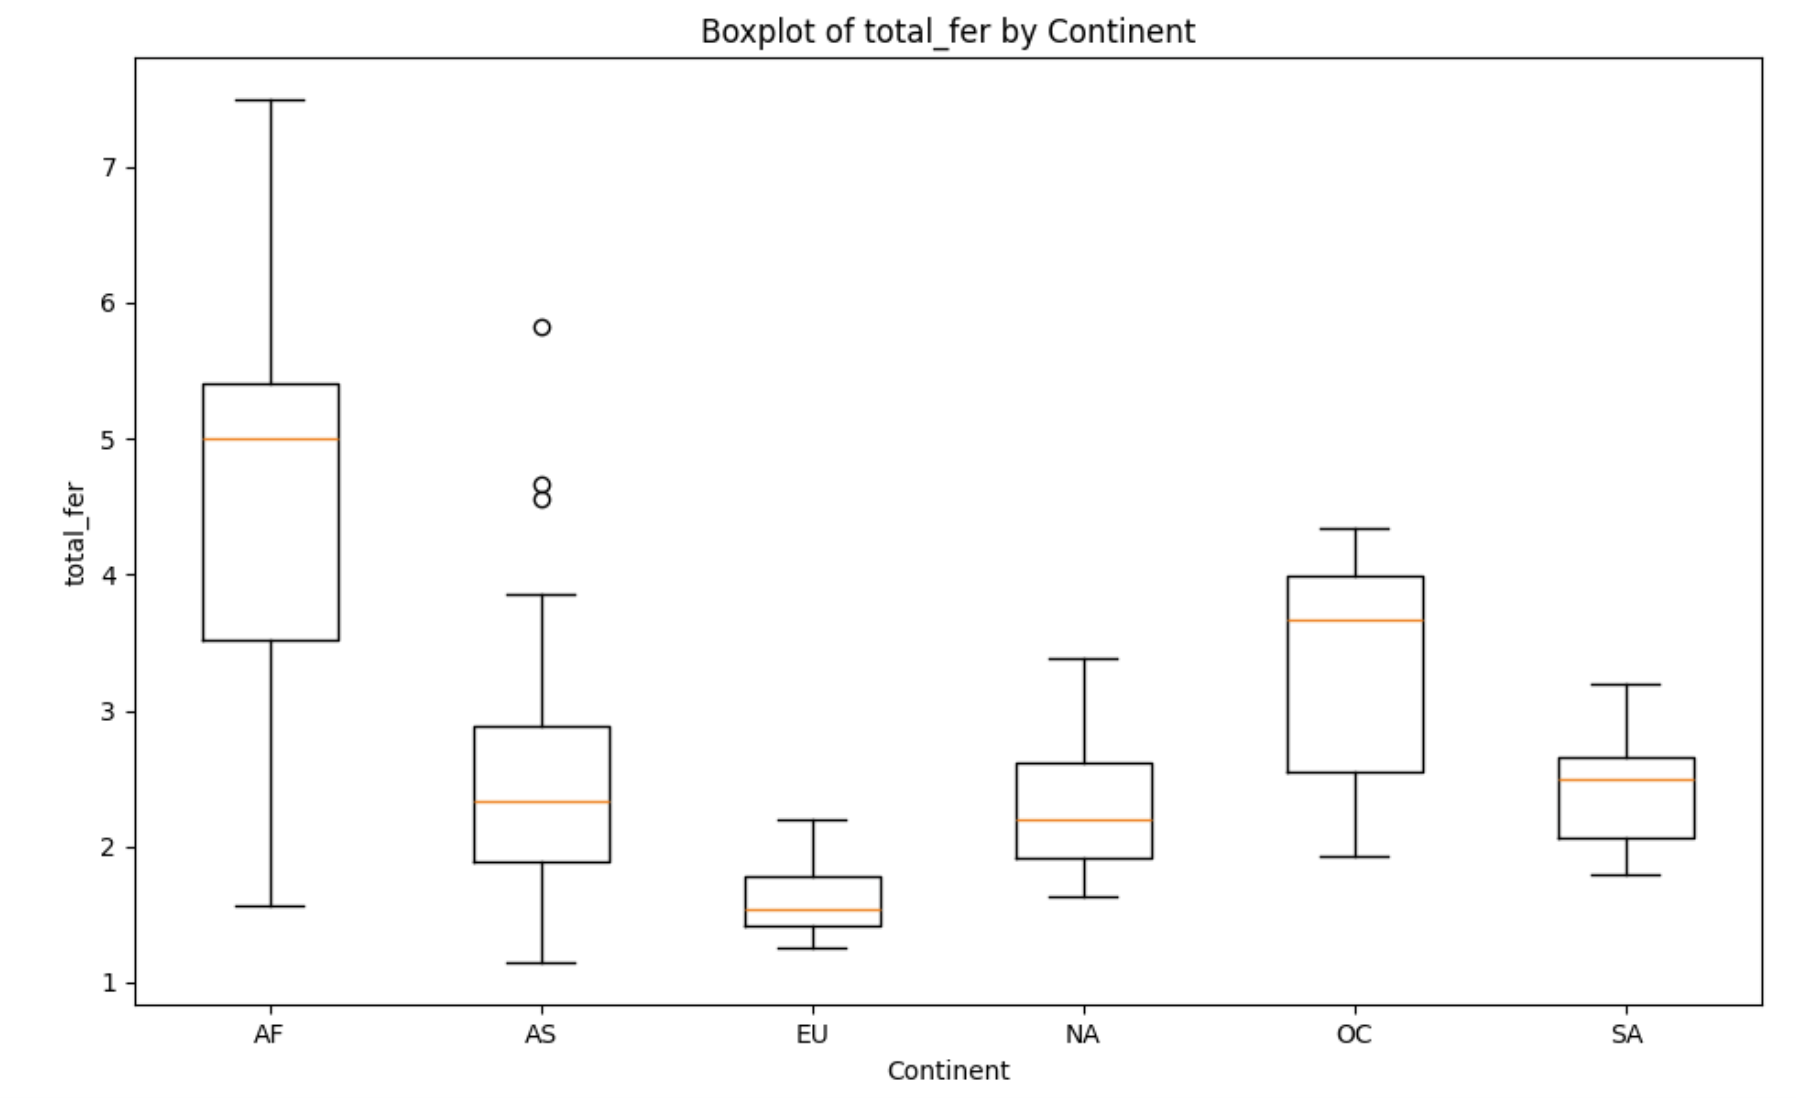 Boxplot of total_fer by Continent
total_fer
7
6
5
4
3
2
1
AF AS EU NA OC SA
Continent